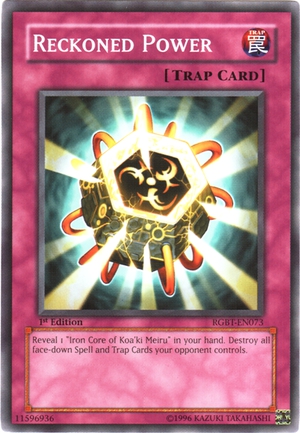 RECKONED POWER
TRAP
罠
[TRAP CARD]
1st Edition
RGBT-EN073
Reveal 1 "Iron Core of Koa'ki Meiru" in your hand. Destroy all
face-down Spell and Trap Cards your opponent controls.
11596936
©1996 KAZUKI TAKAHASHI